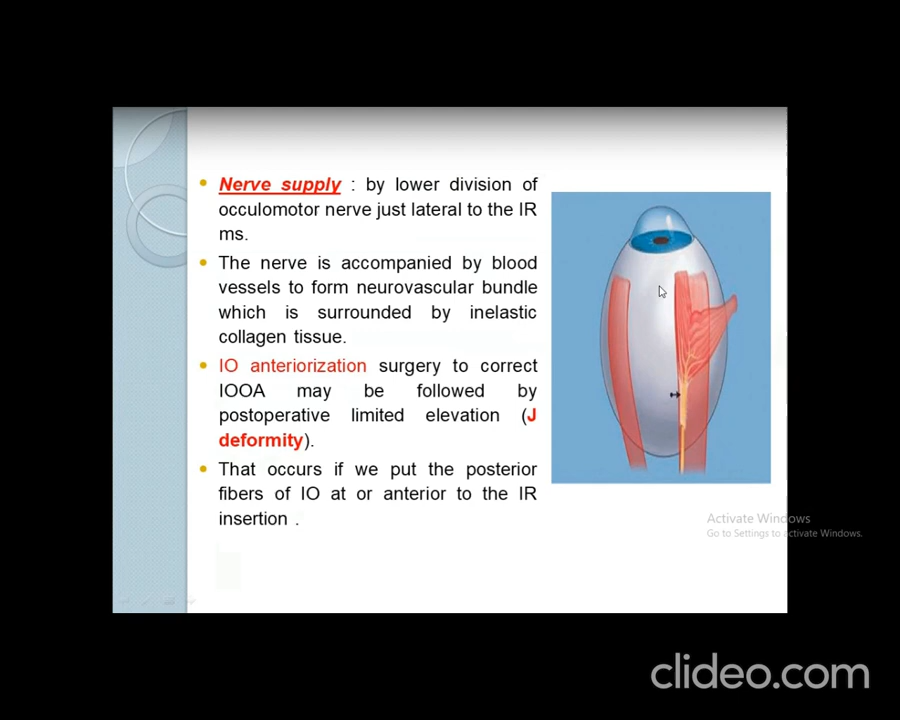 Nerve supply : by lower division of
occulomotor nerve just lateral to the IR
ms.
The nerve is accompanied by blood
vessels to form neurovascular bundle
which is surrounded by inelastic
collagen tissue.
IO anteriorization surgery to correct
IOOA may be followed by
postoperative limited elevation (J
deformity).
That occurs if we put the posterior
fibers of IO at or anterior to the IR
insertion .
Activate Windows
Go to Settings to activate Windows.
clideo.com